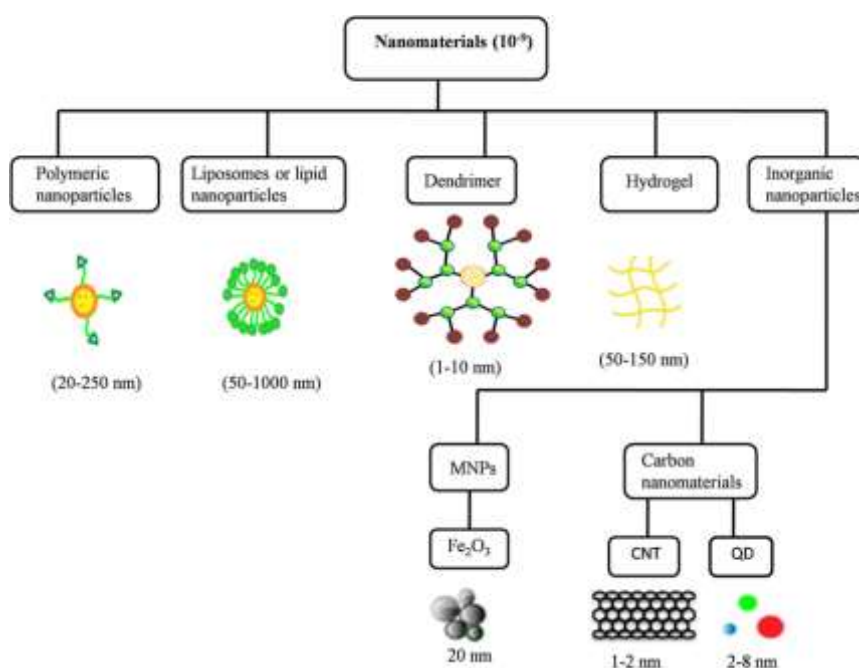 Nanomaterials (10⁻⁹)
Polymeric
nanoparticles
Liposomes or lipid
nanoparticles
Dendrimer
Hydrogel
Inorganic
nanoparticles
(20-250 nm)
(50-1000 nm)
(1-10 nm)
(50-150 nm)
MNPs
Carbon
nanomaterials
Fe₂O₃
CNT
QD
20 nm
1-2 nm
2-8 nm